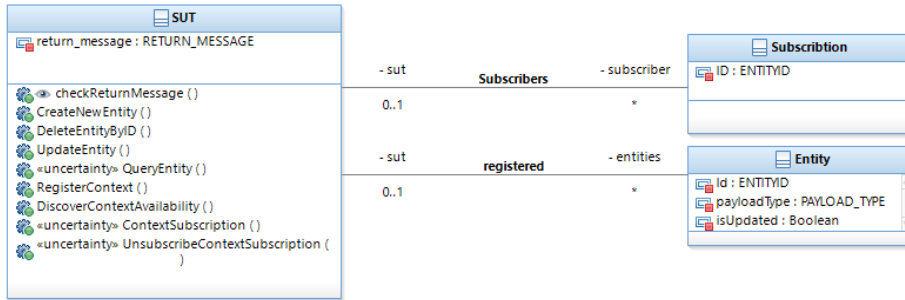 SUT
return_message : RETURN_MESSAGE
checkReturnMessage ( )
CreateNewEntity ( )
DeleteEntityByID ( )
UpdateEntity ( )
«uncertainty» QueryEntity ( )
RegisterContext ( )
DiscoverContextAvailability ( )
«uncertainty» ContextSubscription ( )
«uncertainty» UnsubscribeContextSubscription (
)
- sut
Subscribers
- subscriber
0..1
*
- sut
registered
- entities
0..1
*
Subscribtion
ID : ENTITYID
Entity
Id : ENTITYID
payloadType : PAYLOAD_TYPE
isUpdated : Boolean